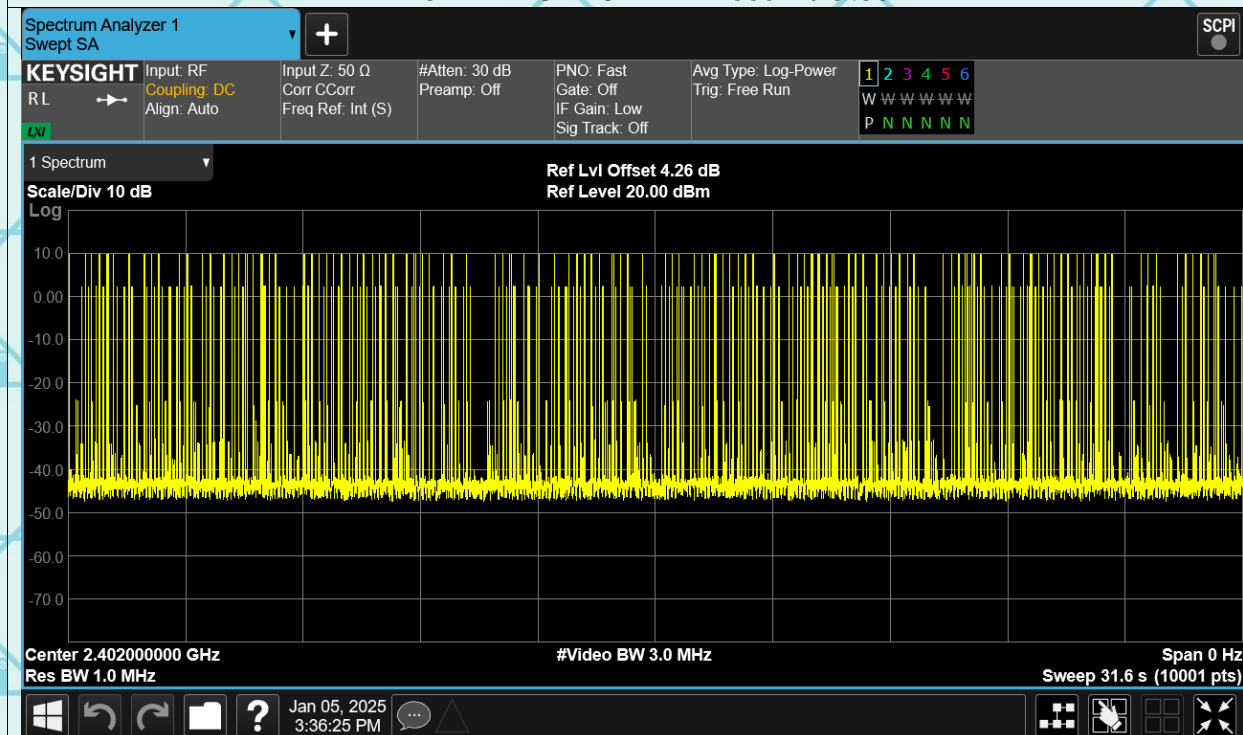 Spectrum Analyzer 1
Swept SA
SCPI
KEYSIGHT
RL
LXI
Input: RF
Coupling: DC
Align: Auto
Input Z: 50 Ω
Corr CCorr
Freq Ref: Int (S)
#Atten: 30 dB
Preamp: Off
PNO: Fast
Gate: Off
IF Gain: Low
Sig Track: Off
Avg Type: Log-Power
Trig: Free Run
1 2 3 4 5 6
W W W W W W
P N N N N N
1 Spectrum
Scale/Div 10 dB
Ref Lvl Offset 4.26 dB
Ref Level 20.00 dBm
Log
10.0
0.00
-10.0
-20.0
-30.0
-40.0
-50.0
-60.0
-70.0
Center 2.402000000 GHz
#Video BW 3.0 MHz
Span 0 Hz
Res BW 1.0 MHz
Sweep 31.6 s (10001 pts)
?
Jan 05, 2025
3:36:25 PM